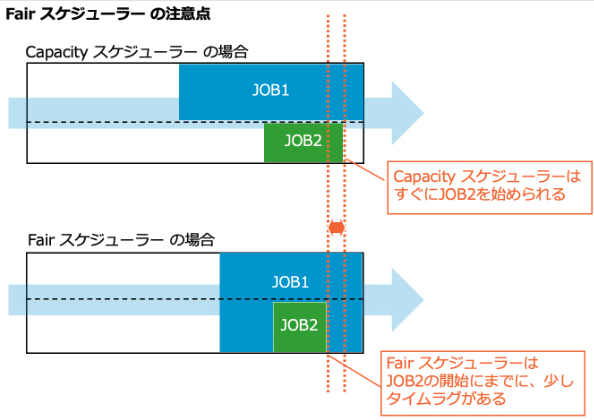 Fair スケジューラー の注意点
Capacity スケジューラー の場合
JOB1
JOB2
Capacity スケジューラーは
すぐにJOB2を始められる
Fair スケジューラー の場合
JOB1
JOB2
Fair スケジューラーは
JOB2の開始にまでに、少し
タイムラグがある